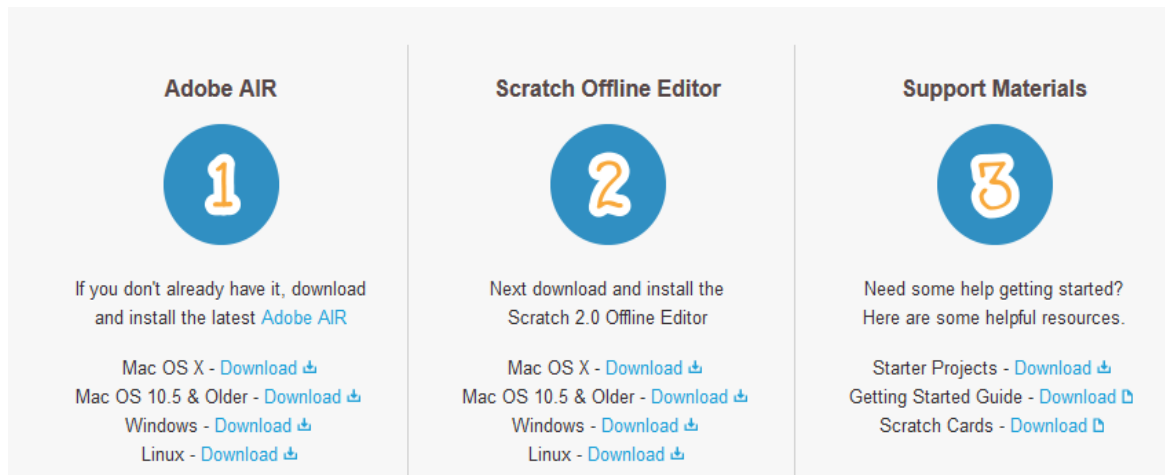 Adobe AIR
1
If you don't already have it, download
and install the latest Adobe AIR
Mac OS X - Download
Mac OS 10.5 & Older - Download
Windows - Download
Linux - Download
Scratch Offline Editor
2
Next download and install the
Scratch 2.0 Offline Editor
Mac OS X - Download
Mac OS 10.5 & Older - Download
Windows - Download
Linux - Download
Support Materials
3
Need some help getting started?
Here are some helpful resources.
Starter Projects - Download
Getting Started Guide - Download
Scratch Cards - Download